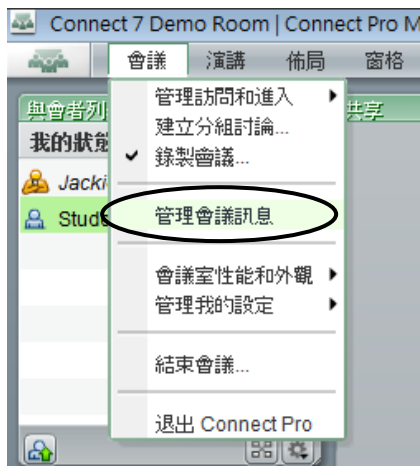 Connect 7 Demo Room | Connect Pro M
會議 演講 佈局 窗格
與會者列 共享
我的狀態
Jacki
Stude
管理訪問和進入
建立分組討論...
錄製會議...
管理會議訊息
會議室性能和外觀
管理我的設定
結束會議...
退出 Connect Pro